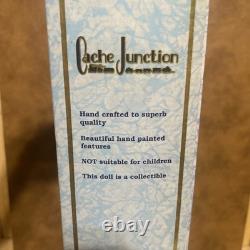 Cache Junction
Hand crafted to superb
quality
Beautiful hand painted
features
NOT suitable for children
This doll is a collectible
ebay